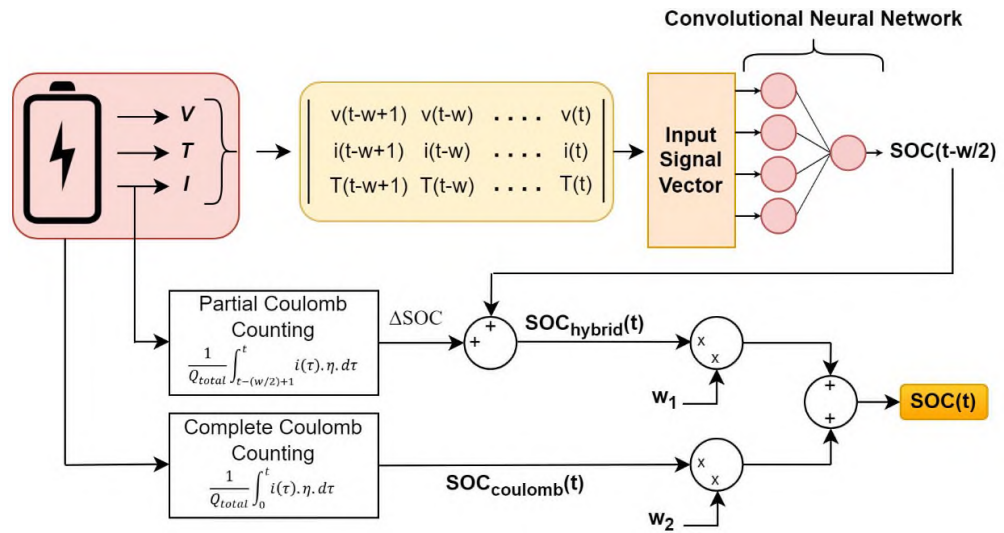 Convolutional Neural Network
V
T
I
v(t-w+1) v(t-w) . . . . v(t)
i(t-w+1) i(t-w) . . . . i(t)
T(t-w+1) T(t-w) . . . . T(t)
Input
Signal
Vector
SOC(t-w/2)
Partial Coulomb
Counting
1/Q_total ∫_{t-(w/2)+1}^{t} i(τ).η.dτ
ΔSOC
+
+
SOC_hybrid(t)
x
x
w₁
+
+
SOC(t)
Complete Coulomb
Counting
1/Q_total ∫_0^t i(τ).η.dτ
SOC_coulomb(t)
x
x
w₂